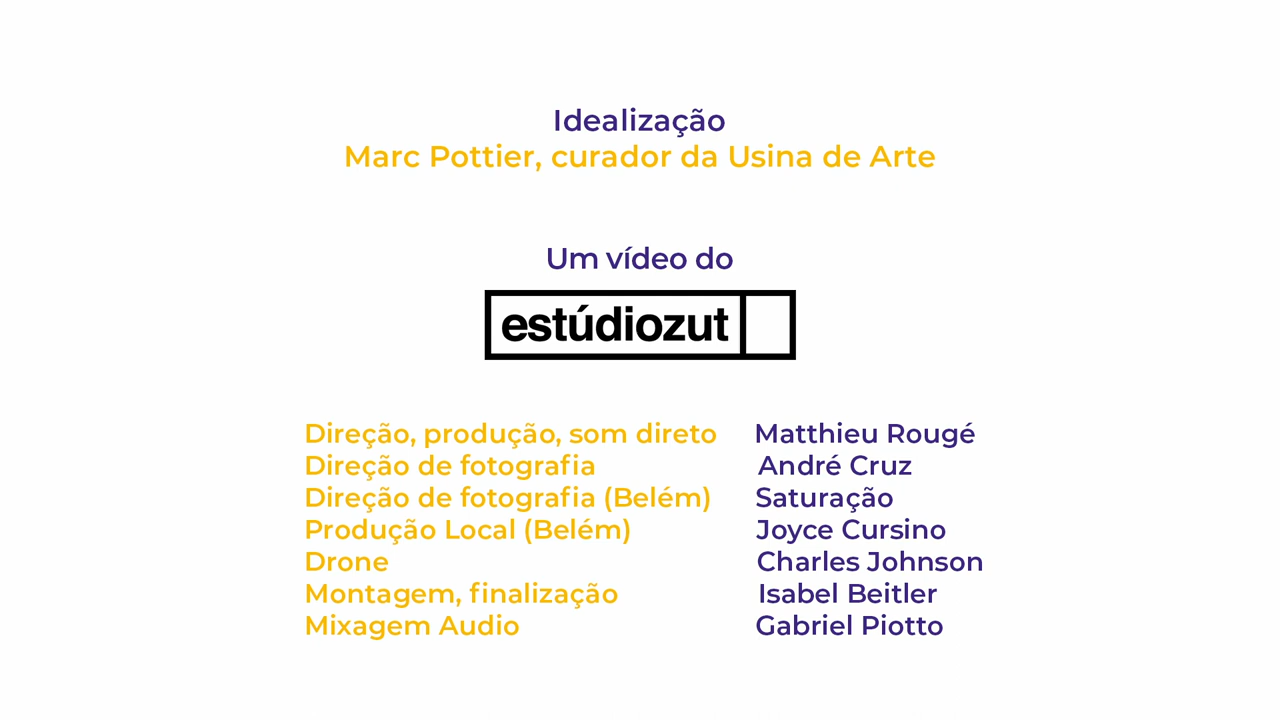 Idealização
Marc Pottier, curador da Usina de Arte
Um vídeo do
estúdiozut
Direção, produção, som direto Matthieu Rougé
Direção de fotografia André Cruz
Direção de fotografia (Belém) Saturação
Produção Local (Belém) Joyce Cursino
Drone Charles Johnson
Montagem, finalização Isabel Beitler
Mixagem Audio Gabriel Piotto